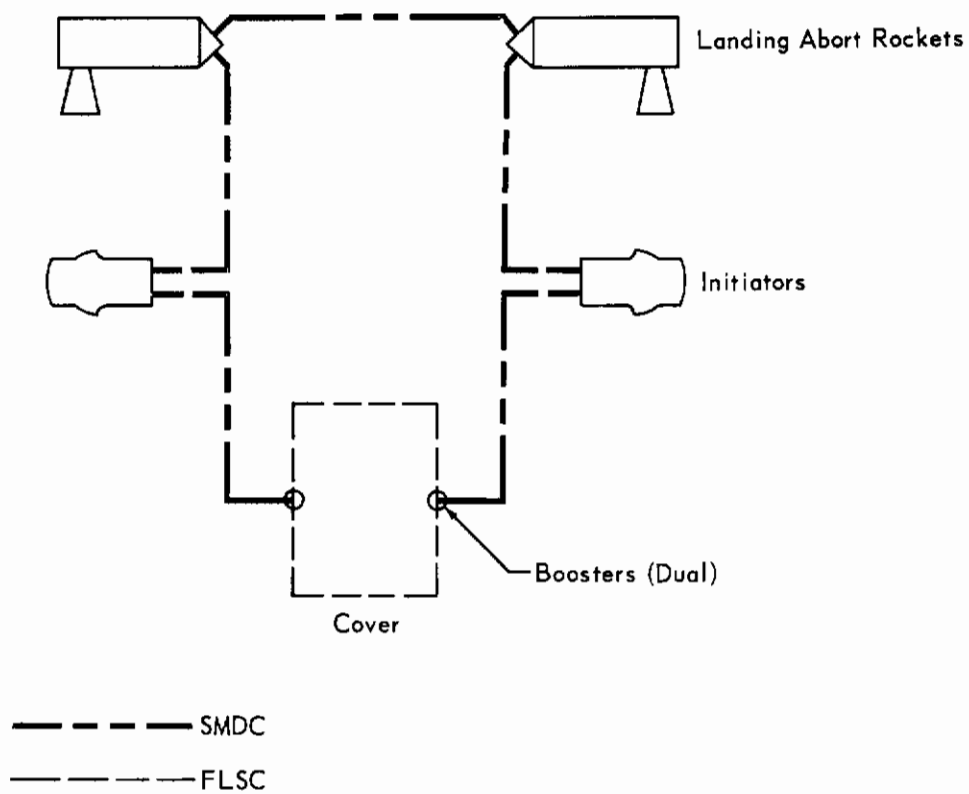 Landing Abort Rockets
Initiators
Boosters (Dual)
Cover
SMDC
FLSC